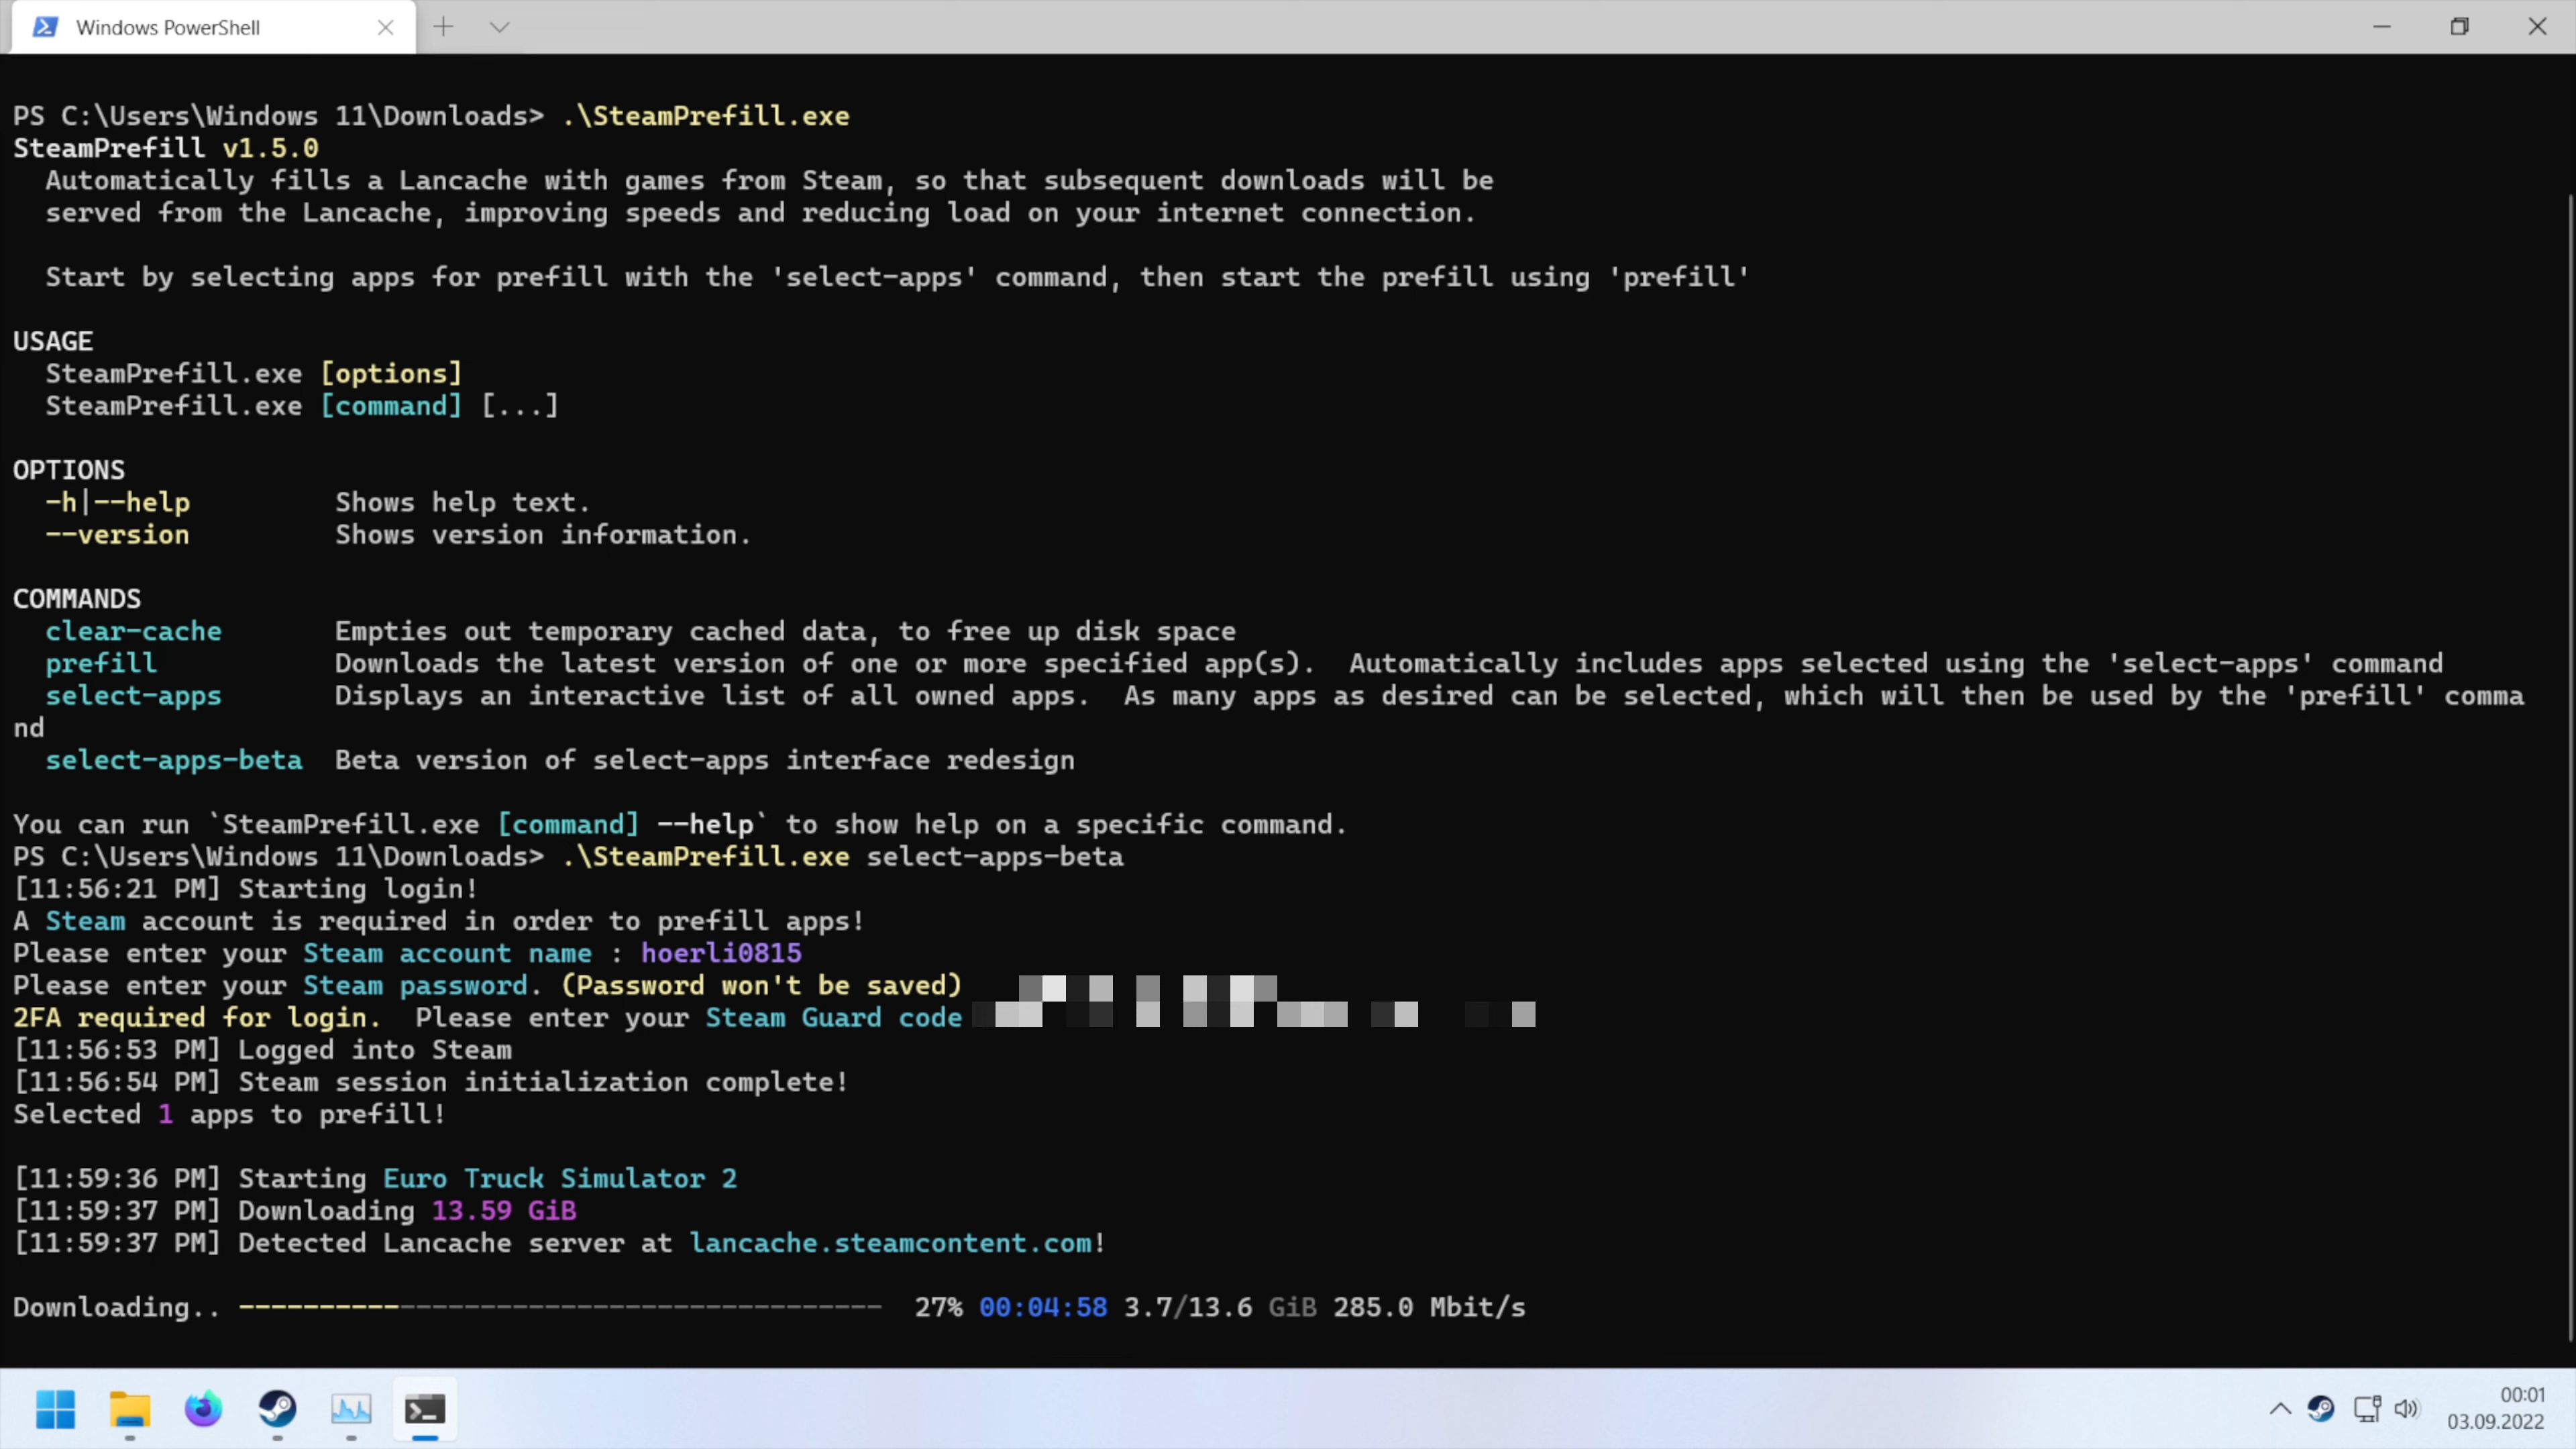 Windows PowerShell
PS C:\Users\Windows 11\Downloads> .\SteamPrefill.exe
SteamPrefill v1.5.0
Automatically fills a Lancache with games from Steam, so that subsequent downloads will be
served from the Lancache, improving speeds and reducing load on your internet connection.
Start by selecting apps for prefill with the 'select-apps' command, then start the prefill using 'prefill'
USAGE
SteamPrefill.exe [options]
SteamPrefill.exe [command] [...]
OPTIONS
-h|--help Shows help text.
--version Shows version information.
COMMANDS
clear-cache Empties out temporary cached data, to free up disk space
prefill Downloads the latest version of one or more specified app(s). Automatically includes apps selected using the 'select-apps' command
select-apps Displays an interactive list of all owned apps. As many apps as desired can be selected, which will then be used by the 'prefill' comma
nd
select-apps-beta Beta version of select-apps interface redesign
You can run `SteamPrefill.exe [command] --help` to show help on a specific command.
PS C:\Users\Windows 11\Downloads> .\SteamPrefill.exe select-apps-beta
[11:56:21 PM] Starting login!
A Steam account is required in order to prefill apps!
Please enter your Steam account name : hoerli0815
Please enter your Steam password. (Password won't be saved)
2FA required for login. Please enter your Steam Guard code
[11:56:53 PM] Logged into Steam
[11:56:54 PM] Steam session initialization complete!
Selected 1 apps to prefill!
[11:59:36 PM] Starting Euro Truck Simulator 2
[11:59:37 PM] Downloading 13.59 GiB
[11:59:37 PM] Detected Lancache server at lancache.steamcontent.com!
Downloading.. 27% 00:04:58 3.7/13.6 GiB 285.0 Mbit/s
00:01
03.09.2022